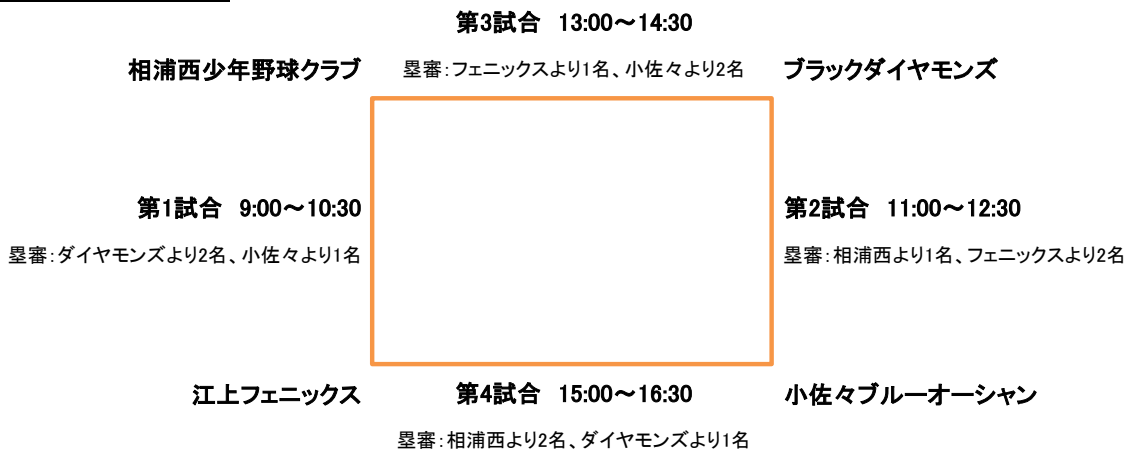 第3試合 13:00～14:30
相浦西少年野球クラブ 塁審：フェニックスより1名、小佐々より2名 ブラックダイヤモンズ
第1試合 9:00～10:30 第2試合 11:00～12:30
塁審：ダイヤモンズより2名、小佐々より1名 塁審：相浦西より1名、フェニックスより2名
江上フェニックス 第4試合 15:00～16:30 小佐々ブルーオーシャン
塁審：相浦西より2名、ダイヤモンズより1名